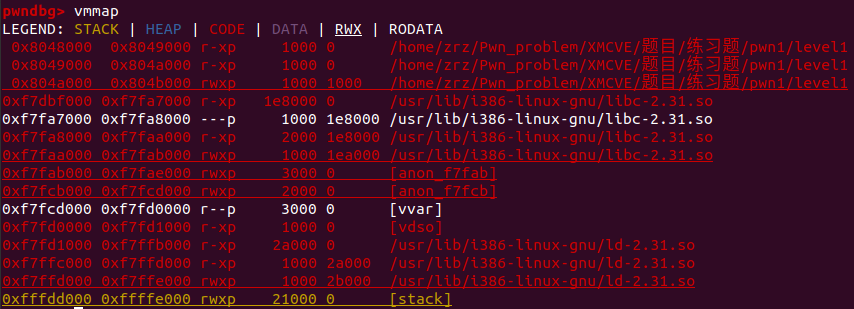 pwndbg> vmmap
LEGEND: STACK | HEAP | CODE | DATA | RWX | RODATA
0x8048000 0x8049000 r-xp 1000 0 /home/zrz/Pwn_problem/XMCVE/题目/练习题/pwn1/level1
0x8049000 0x804a000 r-xp 1000 0 /home/zrz/Pwn_problem/XMCVE/题目/练习题/pwn1/level1
0x804a000 0x804b000 rwxp 1000 1000 /home/zrz/Pwn_problem/XMCVE/题目/练习题/pwn1/level1
0xf7dbf000 0xf7fa7000 r-xp 1e8000 0 /usr/lib/i386-linux-gnu/libc-2.31.so
0xf7fa7000 0xf7fa8000 ---p 1000 1e8000 /usr/lib/i386-linux-gnu/libc-2.31.so
0xf7fa8000 0xf7faa000 r-xp 2000 1e8000 /usr/lib/i386-linux-gnu/libc-2.31.so
0xf7faa000 0xf7fab000 rwxp 1000 1ea000 /usr/lib/i386-linux-gnu/libc-2.31.so
0xf7fab000 0xf7fae000 rwxp 3000 0 [anon_f7fab]
0xf7fcb000 0xf7fcd000 rwxp 2000 0 [anon_f7fcb]
0xf7fcd000 0xf7fd0000 r--p 3000 0 [vvar]
0xf7fd0000 0xf7fd1000 r-xp 1000 0 [vdso]
0xf7fd1000 0xf7ffb000 r-xp 2a000 0 /usr/lib/i386-linux-gnu/ld-2.31.so
0xf7ffc000 0xf7ffd000 r-xp 1000 2a000 /usr/lib/i386-linux-gnu/ld-2.31.so
0xf7ffd000 0xf7ffe000 rwxp 1000 2b000 /usr/lib/i386-linux-gnu/ld-2.31.so
0xfffdd000 0xffffe000 rwxp 21000 0 [stack]